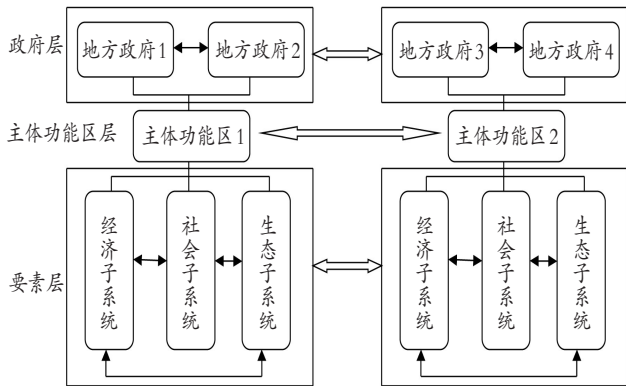 政府层
地方政府1
地方政府2
地方政府3
地方政府4
主体功能区层
主体功能区1
主体功能区2
要素层
经济子系统
社会子系统
生态子系统
经济子系统
社会子系统
生态子系统